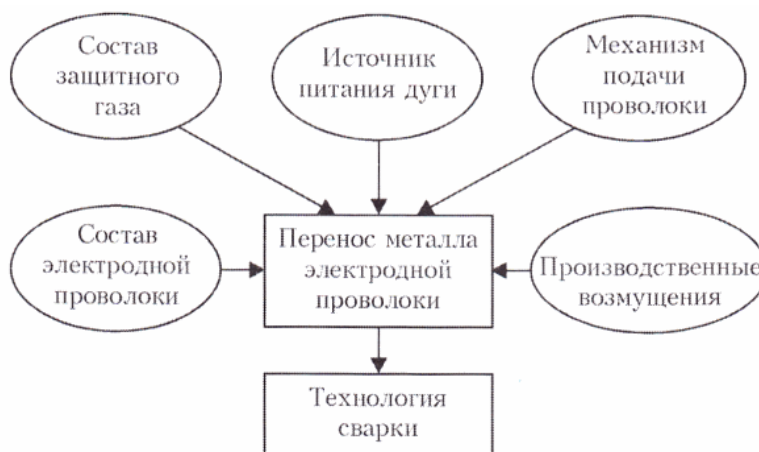 Состав
защитного
газа
Источник
питания дуги
Механизм
подачи
проволоки
Состав
электродной
проволоки
Перенос металла
электродной
проволоки
Производственные
возмущения
Технология
сварки